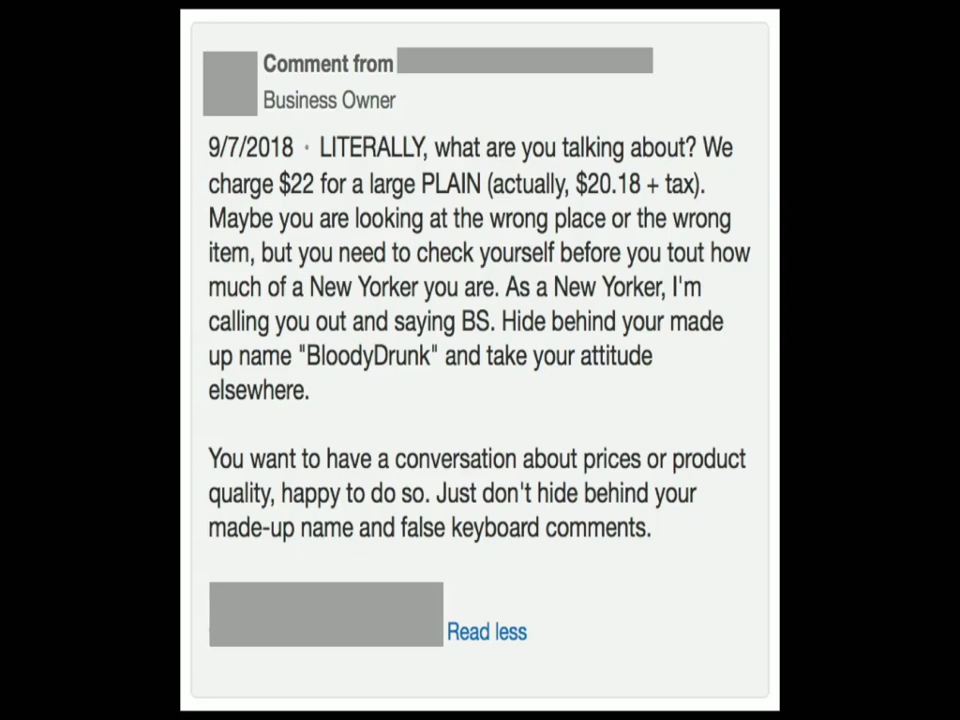 Comment from
Business Owner
9/7/2018 · LITERALLY, what are you talking about? We
charge $22 for a large PLAIN (actually, $20.18 + tax).
Maybe you are looking at the wrong place or the wrong
item, but you need to check yourself before you tout how
much of a New Yorker you are. As a New Yorker, I'm
calling you out and saying BS. Hide behind your made
up name "BloodyDrunk" and take your attitude
elsewhere.
You want to have a conversation about prices or product
quality, happy to do so. Just don't hide behind your
made-up name and false keyboard comments.
Read less